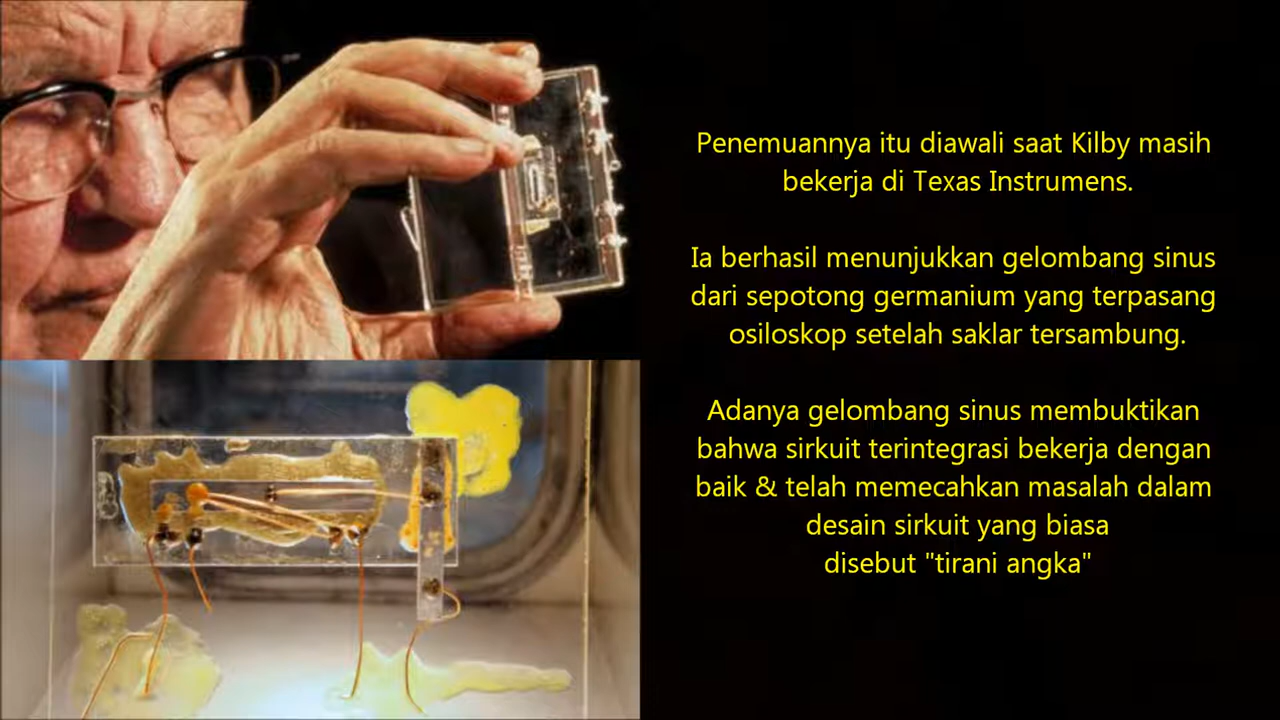 Penemuannya itu diawali saat Kilby masih
bekerja di Texas Instrumens.
Ia berhasil menunjukkan gelombang sinus
dari sepotong germanium yang terpasang
osiloskop setelah saklar tersambung.
Adanya gelombang sinus membuktikan
bahwa sirkuit terintegrasi bekerja dengan
baik & telah memecahkan masalah dalam
desain sirkuit yang biasa
disebut "tirani angka"